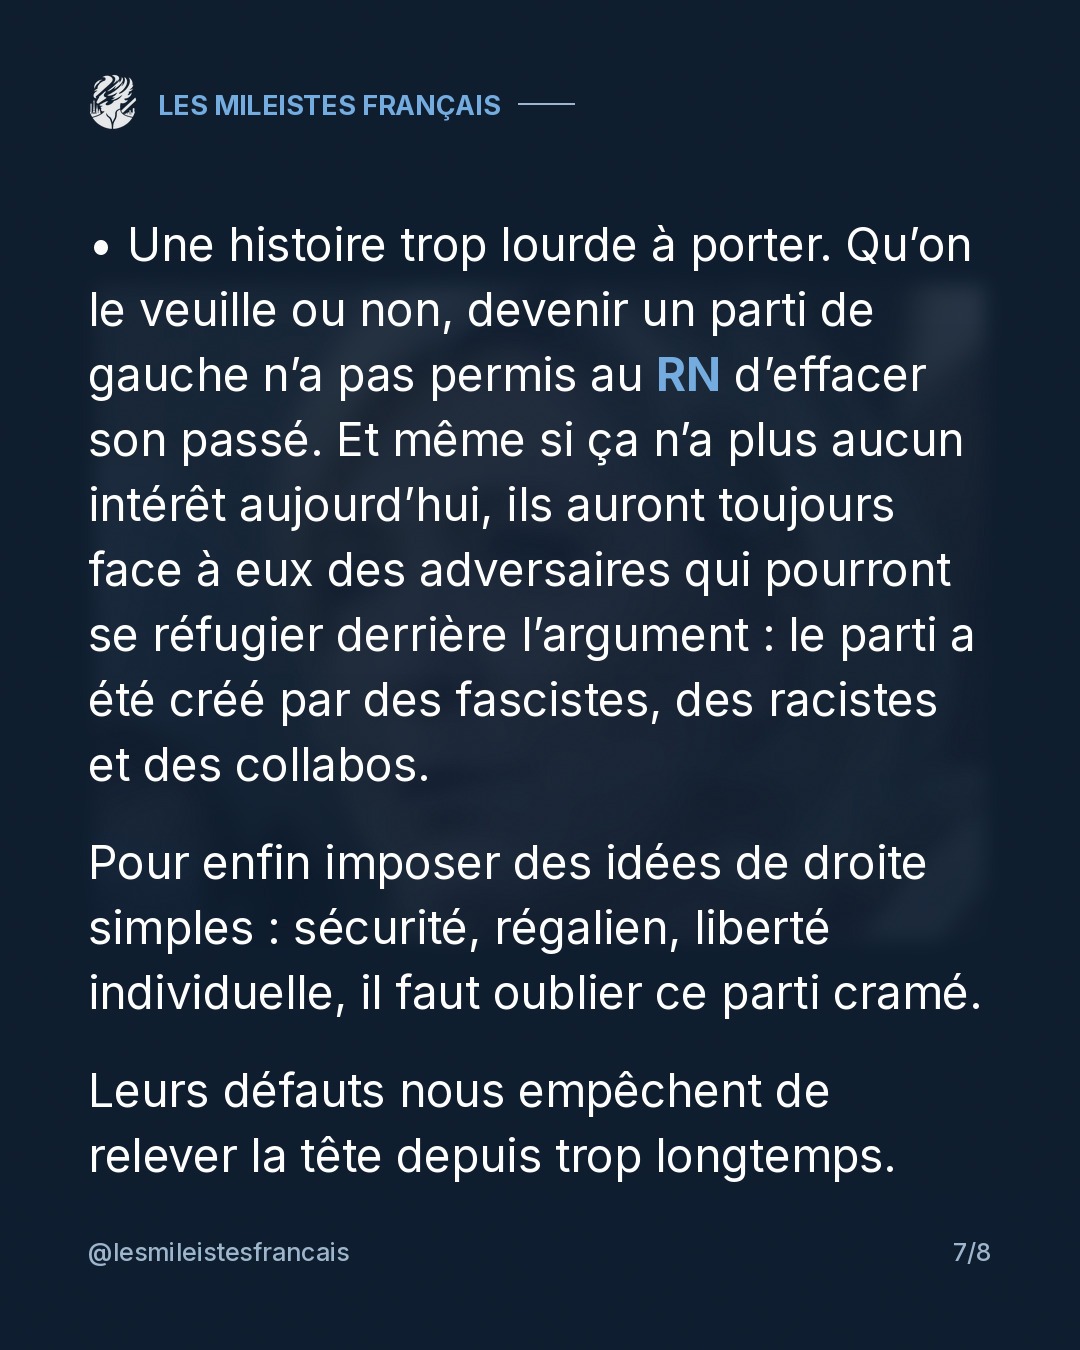 LES MILEISTES FRANÇAIS
• Une histoire trop lourde à porter. Qu’on
le veuille ou non, devenir un parti de
gauche n’a pas permis au RN d’effacer
son passé. Et même si ça n’a plus aucun
intérêt aujourd’hui, ils auront toujours
face à eux des adversaires qui pourront
se réfugier derrière l’argument : le parti a
été créé par des fascistes, des racistes
et des collabos.
Pour enfin imposer des idées de droite
simples : sécurité, régalien, liberté
individuelle, il faut oublier ce parti cramé.
Leurs défauts nous empêchent de
relever la tête depuis trop longtemps.
@lesmileistesfrancais 7/8